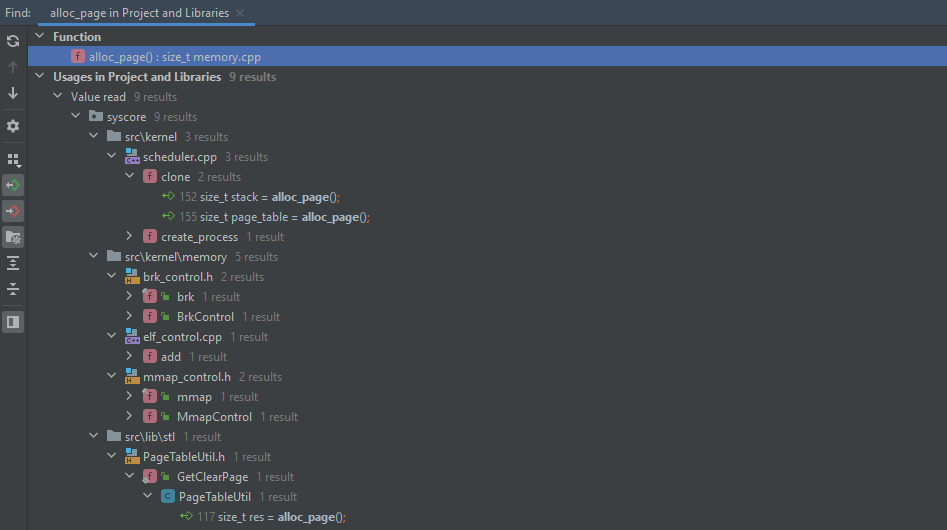 Find: alloc_page in Project and Libraries
Function
f alloc_page() : size_t memory.cpp
Usages in Project and Libraries 9 results
Value read 9 results
syscore 9 results
src\kernel 3 results
C++ scheduler.cpp 3 results
f clone 2 results
152 size_t stack = alloc_page();
155 size_t page_table = alloc_page();
f create_process 1 result
src\kernel\memory 5 results
H brk_control.h 2 results
f brk 1 result
f BrkControl 1 result
C++ elf_control.cpp 1 result
f add 1 result
H mmap_control.h 2 results
f mmap 1 result
f MmapControl 1 result
src\lib\stl 1 result
H PageTableUtil.h 1 result
f GetClearPage 1 result
C PageTableUtil 1 result
117 size_t res = alloc_page();